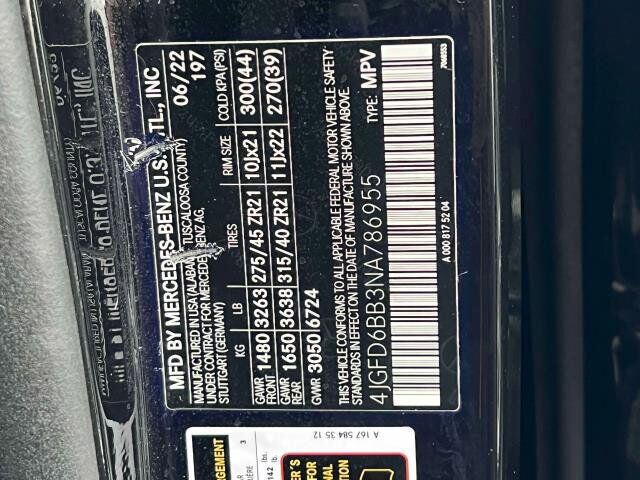 MFD BY MERCEDES-BENZ U.S. INTL., INC
MANUFACTURED IN USA (ALABAMA, TUSCALOOSA COUNTY) 06/22
UNDER CONTRACT FOR MERCEDES-BENZ AG, 197
STUTTGART (GERMANY)
KG LB TIRES RIM SIZE COLD KPA (PSI)
GAWR FRONT 1480 3263 275/45 ZR21 10Jx21 300(44)
GAWR REAR 1650 3638 315/40 ZR21 11Jx22 270(39)
GVWR 3050 6724
THIS VEHICLE CONFORMS TO ALL APPLICABLE FEDERAL MOTOR VEHICLE SAFETY
STANDARDS IN EFFECT ON THE DATE OF MANUFACTURE SHOWN ABOVE.
TYPE: MPV
4JGFD6BB3NA786955
A 000 817 52 04
7068553
A 167 584 35 12
3
142 lbs.